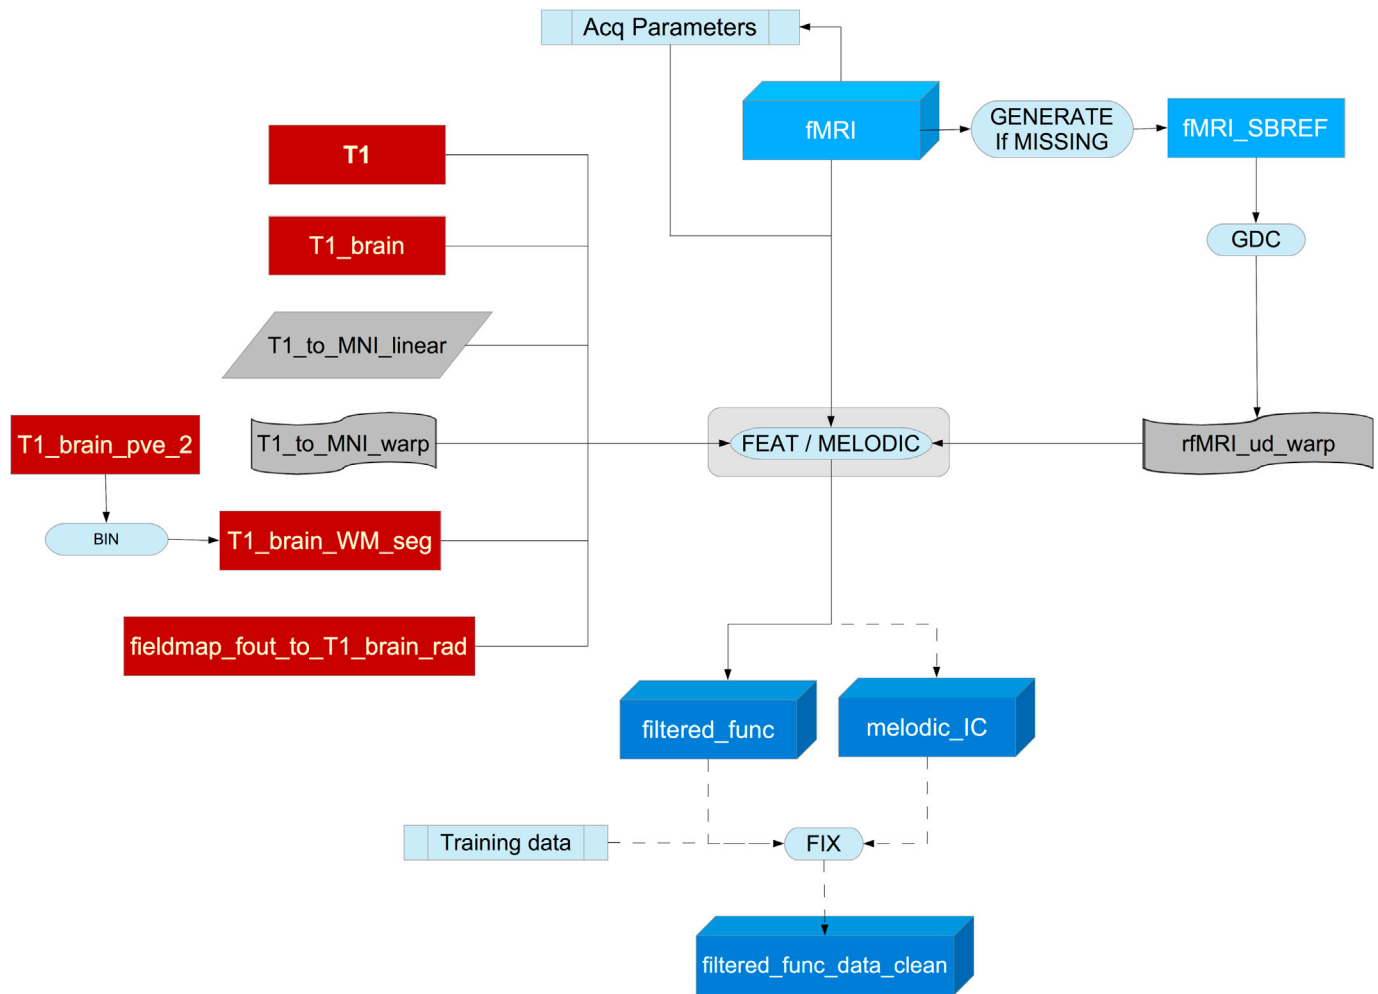 Acq Parameters
fMRI
GENERATE
If MISSING
fMRI_SBREF
T1
T1_brain
GDC
T1_to_MNI_linear
T1_brain_pve_2
T1_to_MNI_warp
FEAT / MELODIC
rfMRI_ud_warp
BIN
T1_brain_WM_seg
fieldmap_fout_to_T1_brain_rad
filtered_func
melodic_IC
Training data
FIX
filtered_func_data_clean